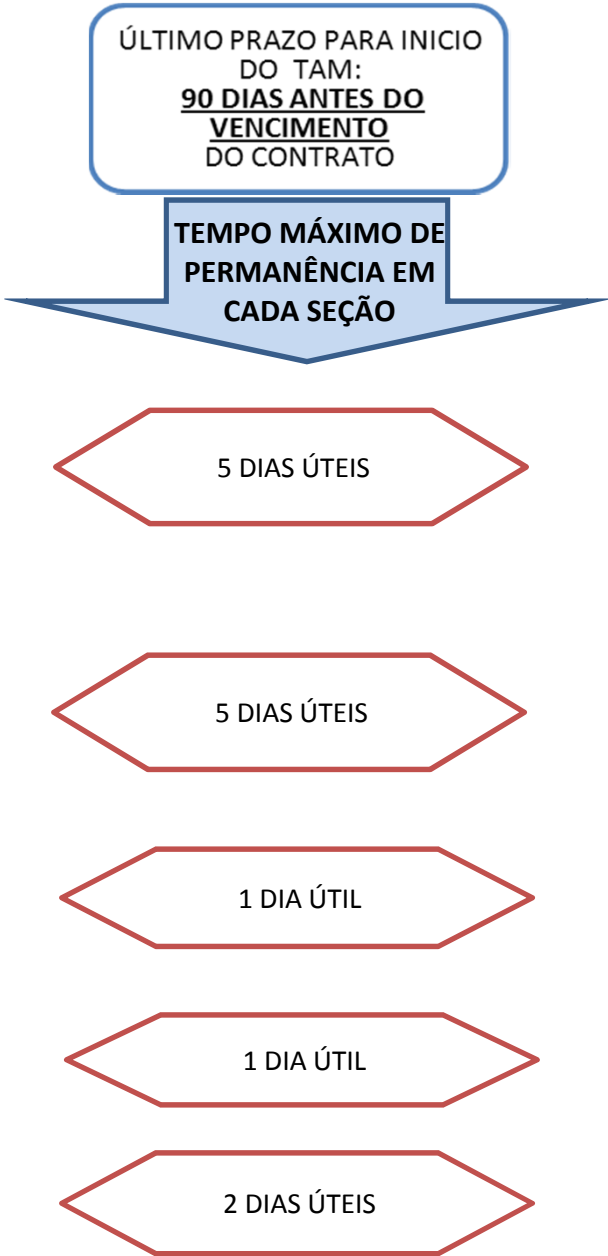 ÚLTIMO PRAZO PARA INICIO
DO TAM:
90 DIAS ANTES DO
VENCIMENTO
DO CONTRATO
TEMPO MÁXIMO DE
PERMANÊNCIA EM
CADA SEÇÃO
5 DIAS ÚTEIS
5 DIAS ÚTEIS
1 DIA ÚTIL
1 DIA ÚTIL
2 DIAS ÚTEIS